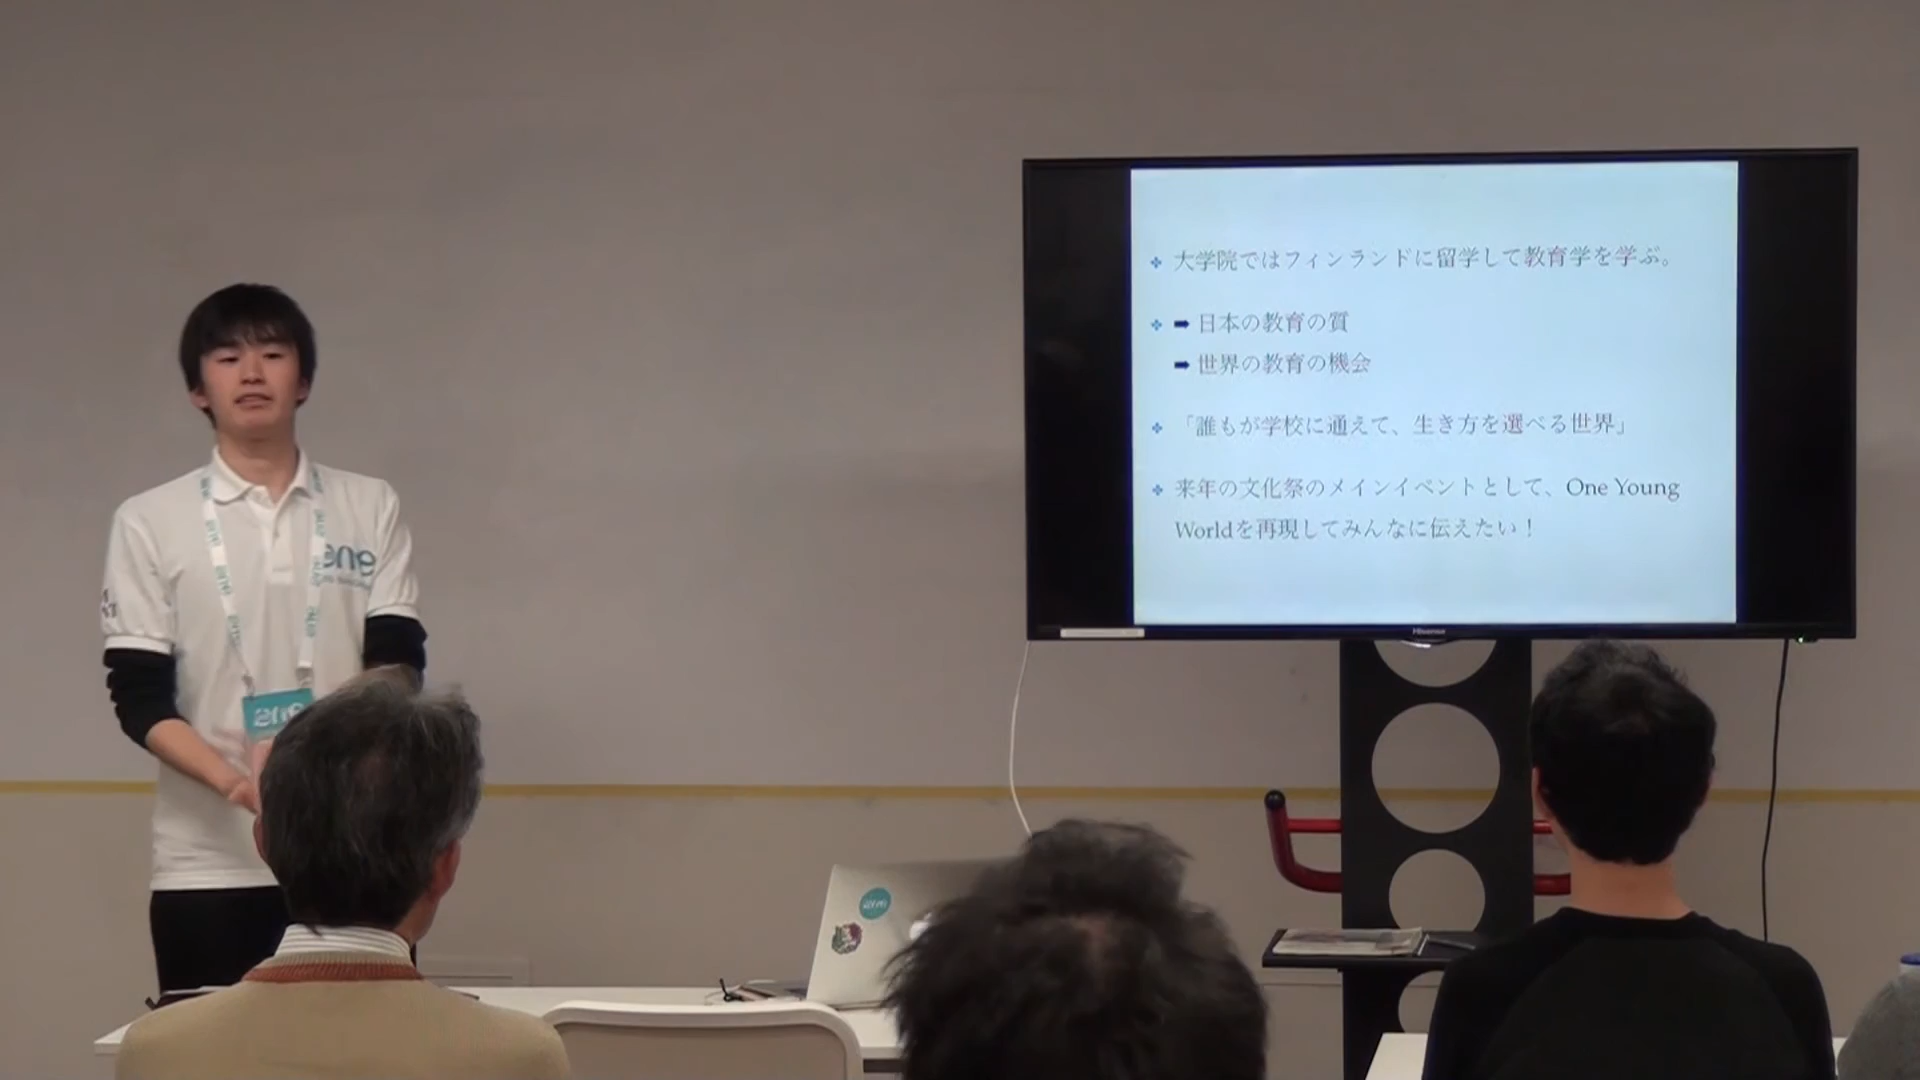 大学院ではフィンランドに留学して教育学を学ぶ。
➡ 日本の教育の質
➡ 世界の教育の機会
「誰もが学校に通えて、生き方を選べる世界」
来年の文化祭のメインイベントとして、One Young
Worldを再現してみんなに伝えたい！
Hisense